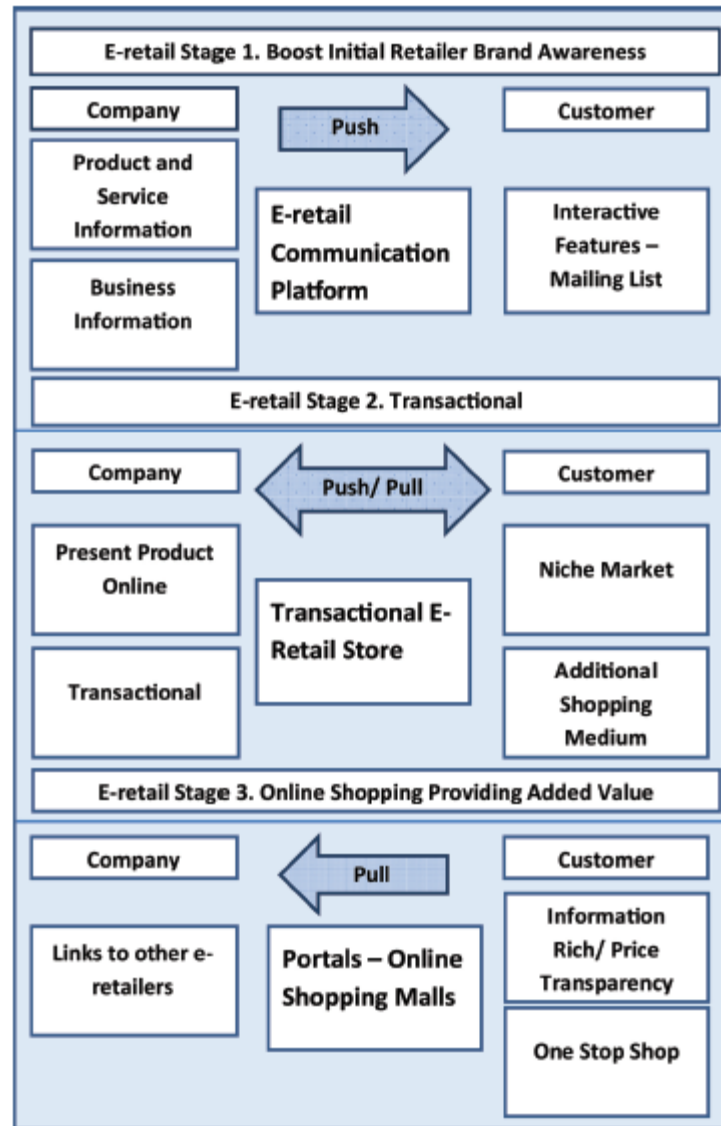 E-retail Stage 1. Boost Initial Retailer Brand Awareness
Company
Push
Customer
Product and
Service
Information
E-retail
Communication
Platform
Interactive
Features –
Mailing List
Business
Information
E-retail Stage 2. Transactional
Company
Push/ Pull
Customer
Present Product
Online
Transactional E-
Retail Store
Niche Market
Transactional
Additional
Shopping
Medium
E-retail Stage 3. Online Shopping Providing Added Value
Company
Pull
Customer
Links to other e-
retailers
Portals – Online
Shopping Malls
Information
Rich/ Price
Transparency
One Stop Shop